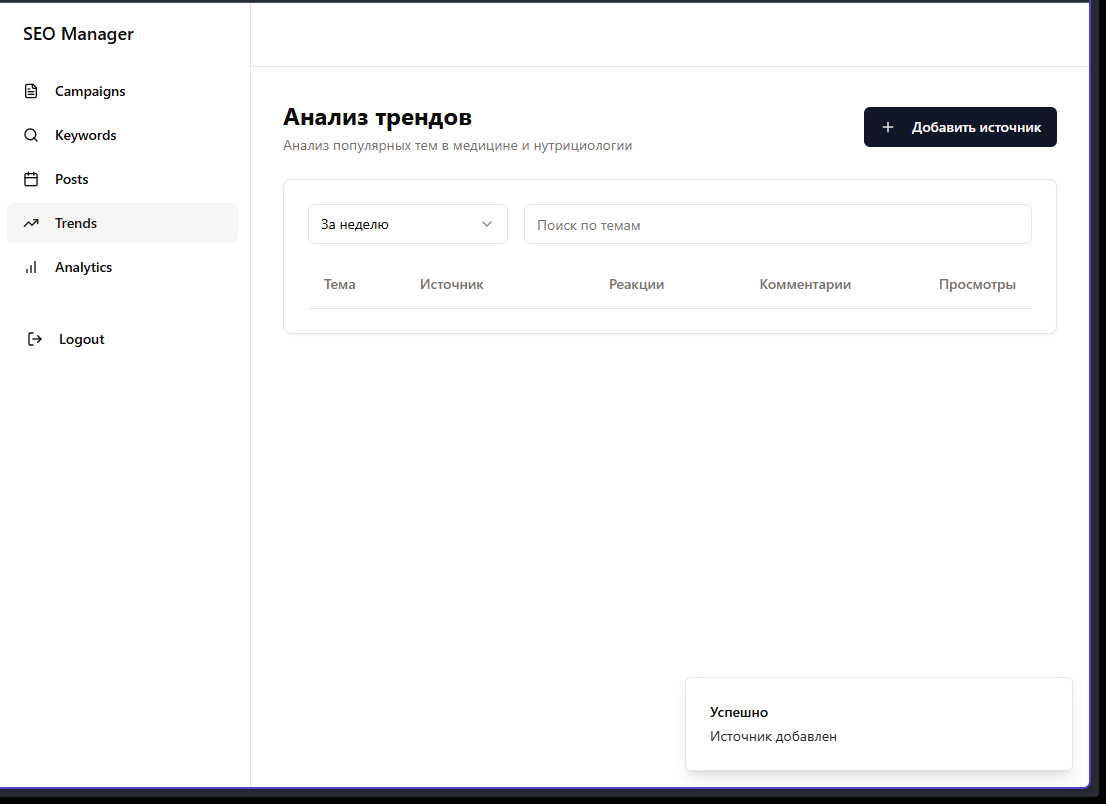 SEO Manager
Campaigns
Keywords
Posts
Trends
Analytics
Logout
Анализ трендов
Анализ популярных тем в медицине и нутрициологии
Добавить источник
За неделю
Поиск по темам
Тема Источник Реакции Комментарии Просмотры
Успешно
Источник добавлен